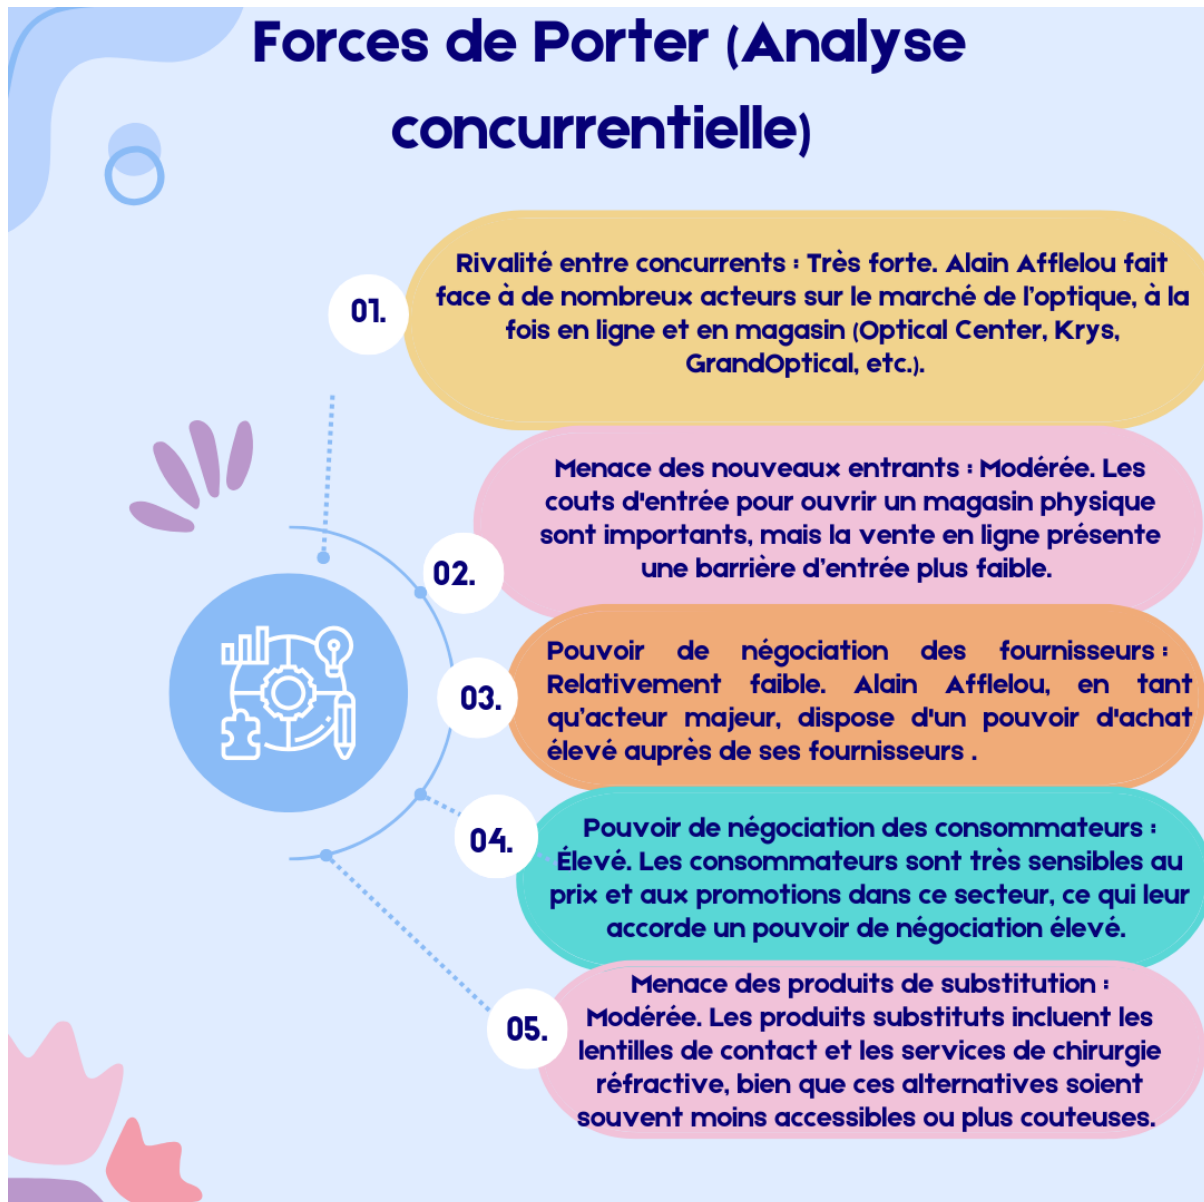 Forces de Porter (Analyse
concurrentielle)
01.
Rivalité entre concurrents : Très forte. Alain Afflelou fait
face à de nombreux acteurs sur le marché de l'optique, à la
fois en ligne et en magasin (Optical Center, Krys,
GrandOptical, etc.).
02.
Menace des nouveaux entrants : Modérée. Les
couts d'entrée pour ouvrir un magasin physique
sont importants, mais la vente en ligne présente
une barrière d'entrée plus faible.
03.
Pouvoir de négociation des fournisseurs :
Relativement faible. Alain Afflelou, en tant
qu'acteur majeur, dispose d'un pouvoir d'achat
élevé auprès de ses fournisseurs .
04.
Pouvoir de négociation des consommateurs :
Élevé. Les consommateurs sont très sensibles au
prix et aux promotions dans ce secteur, ce qui leur
accorde un pouvoir de négociation élevé.
05.
Menace des produits de substitution :
Modérée. Les produits substituts incluent les
lentilles de contact et les services de chirurgie
réfractive, bien que ces alternatives soient
souvent moins accessibles ou plus couteuses.